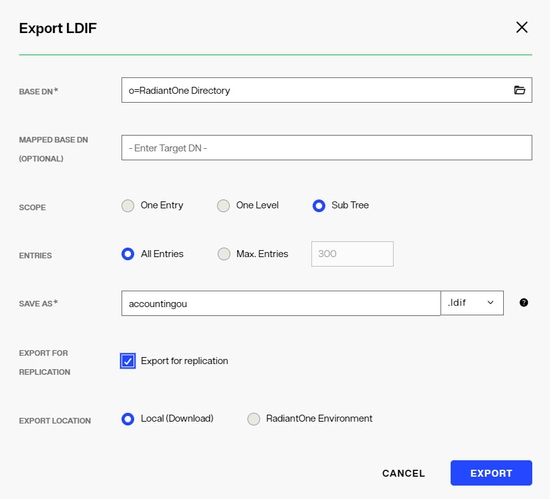 Export LDIF
BASE DN*
o=RadiantOne Directory
MAPPED BASE DN
(OPTIONAL)
- Enter Target DN -
SCOPE
One Entry
One Level
Sub Tree
ENTRIES
All Entries
Max. Entries
300
SAVE AS*
accountingou
.ldif
?
EXPORT FOR
REPLICATION
Export for replication
EXPORT LOCATION
Local (Download)
RadiantOne Environment
CANCEL
EXPORT